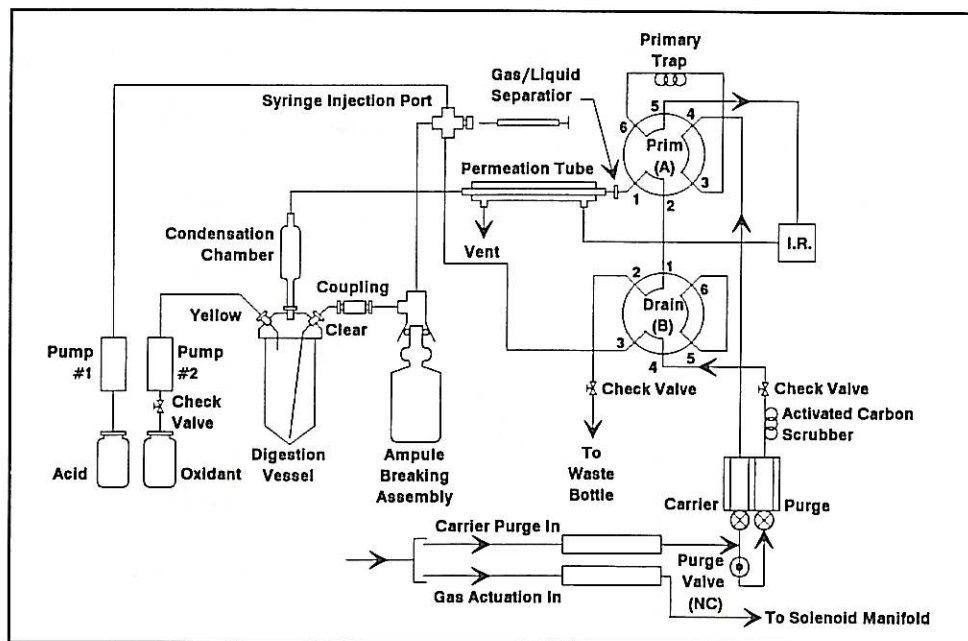 Primary
Trap
Gas/Liquid
Separatior
Syringe Injection Port
5
4
6
Prim
(A)
3
1
2
Permeation Tube
Condensation
Chamber
Vent
I.R.
Coupling
2
1
6
Drain
(B)
3
4
5
Yellow
Clear
Pump
#1
Pump
#2
Check
Valve
Check Valve
Check Valve
Activated Carbon
Scrubber
Acid
Oxidant
Digestion
Vessel
Ampule
Breaking
Assembly
To
Waste
Bottle
Carrier
Purge
Carrier Purge In
Purge
Valve
(NC)
Gas Actuation In
To Solenoid Manifold